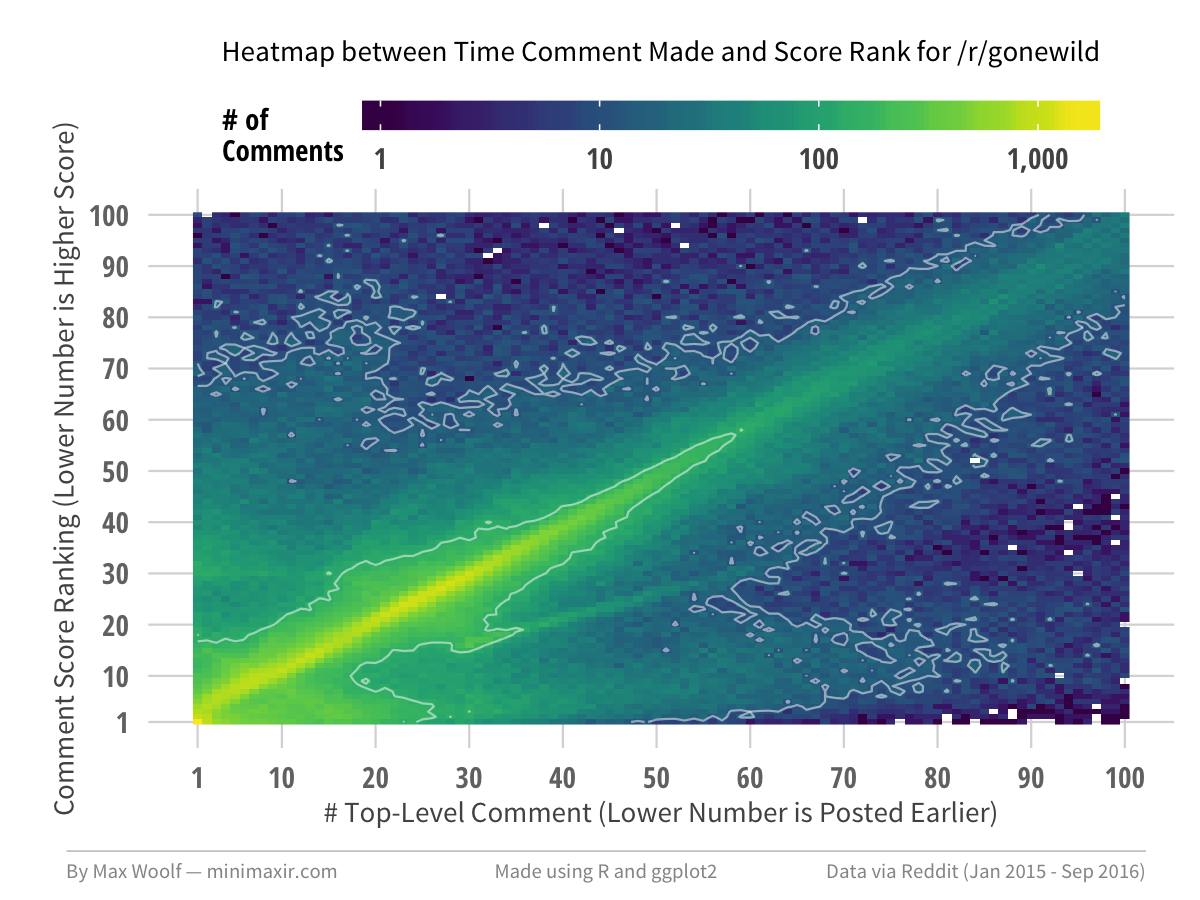 Heatmap between Time Comment Made and Score Rank for /r/gonewild
# of
Comments
1 10 100 1,000
Comment Score Ranking (Lower Number is Higher Score)
100
90
80
70
60
50
40
30
20
10
1
1 10 20 30 40 50 60 70 80 90 100
# Top-Level Comment (Lower Number is Posted Earlier)
By Max Woolf — minimaxir.com Made using R and ggplot2 Data via Reddit (Jan 2015 - Sep 2016)